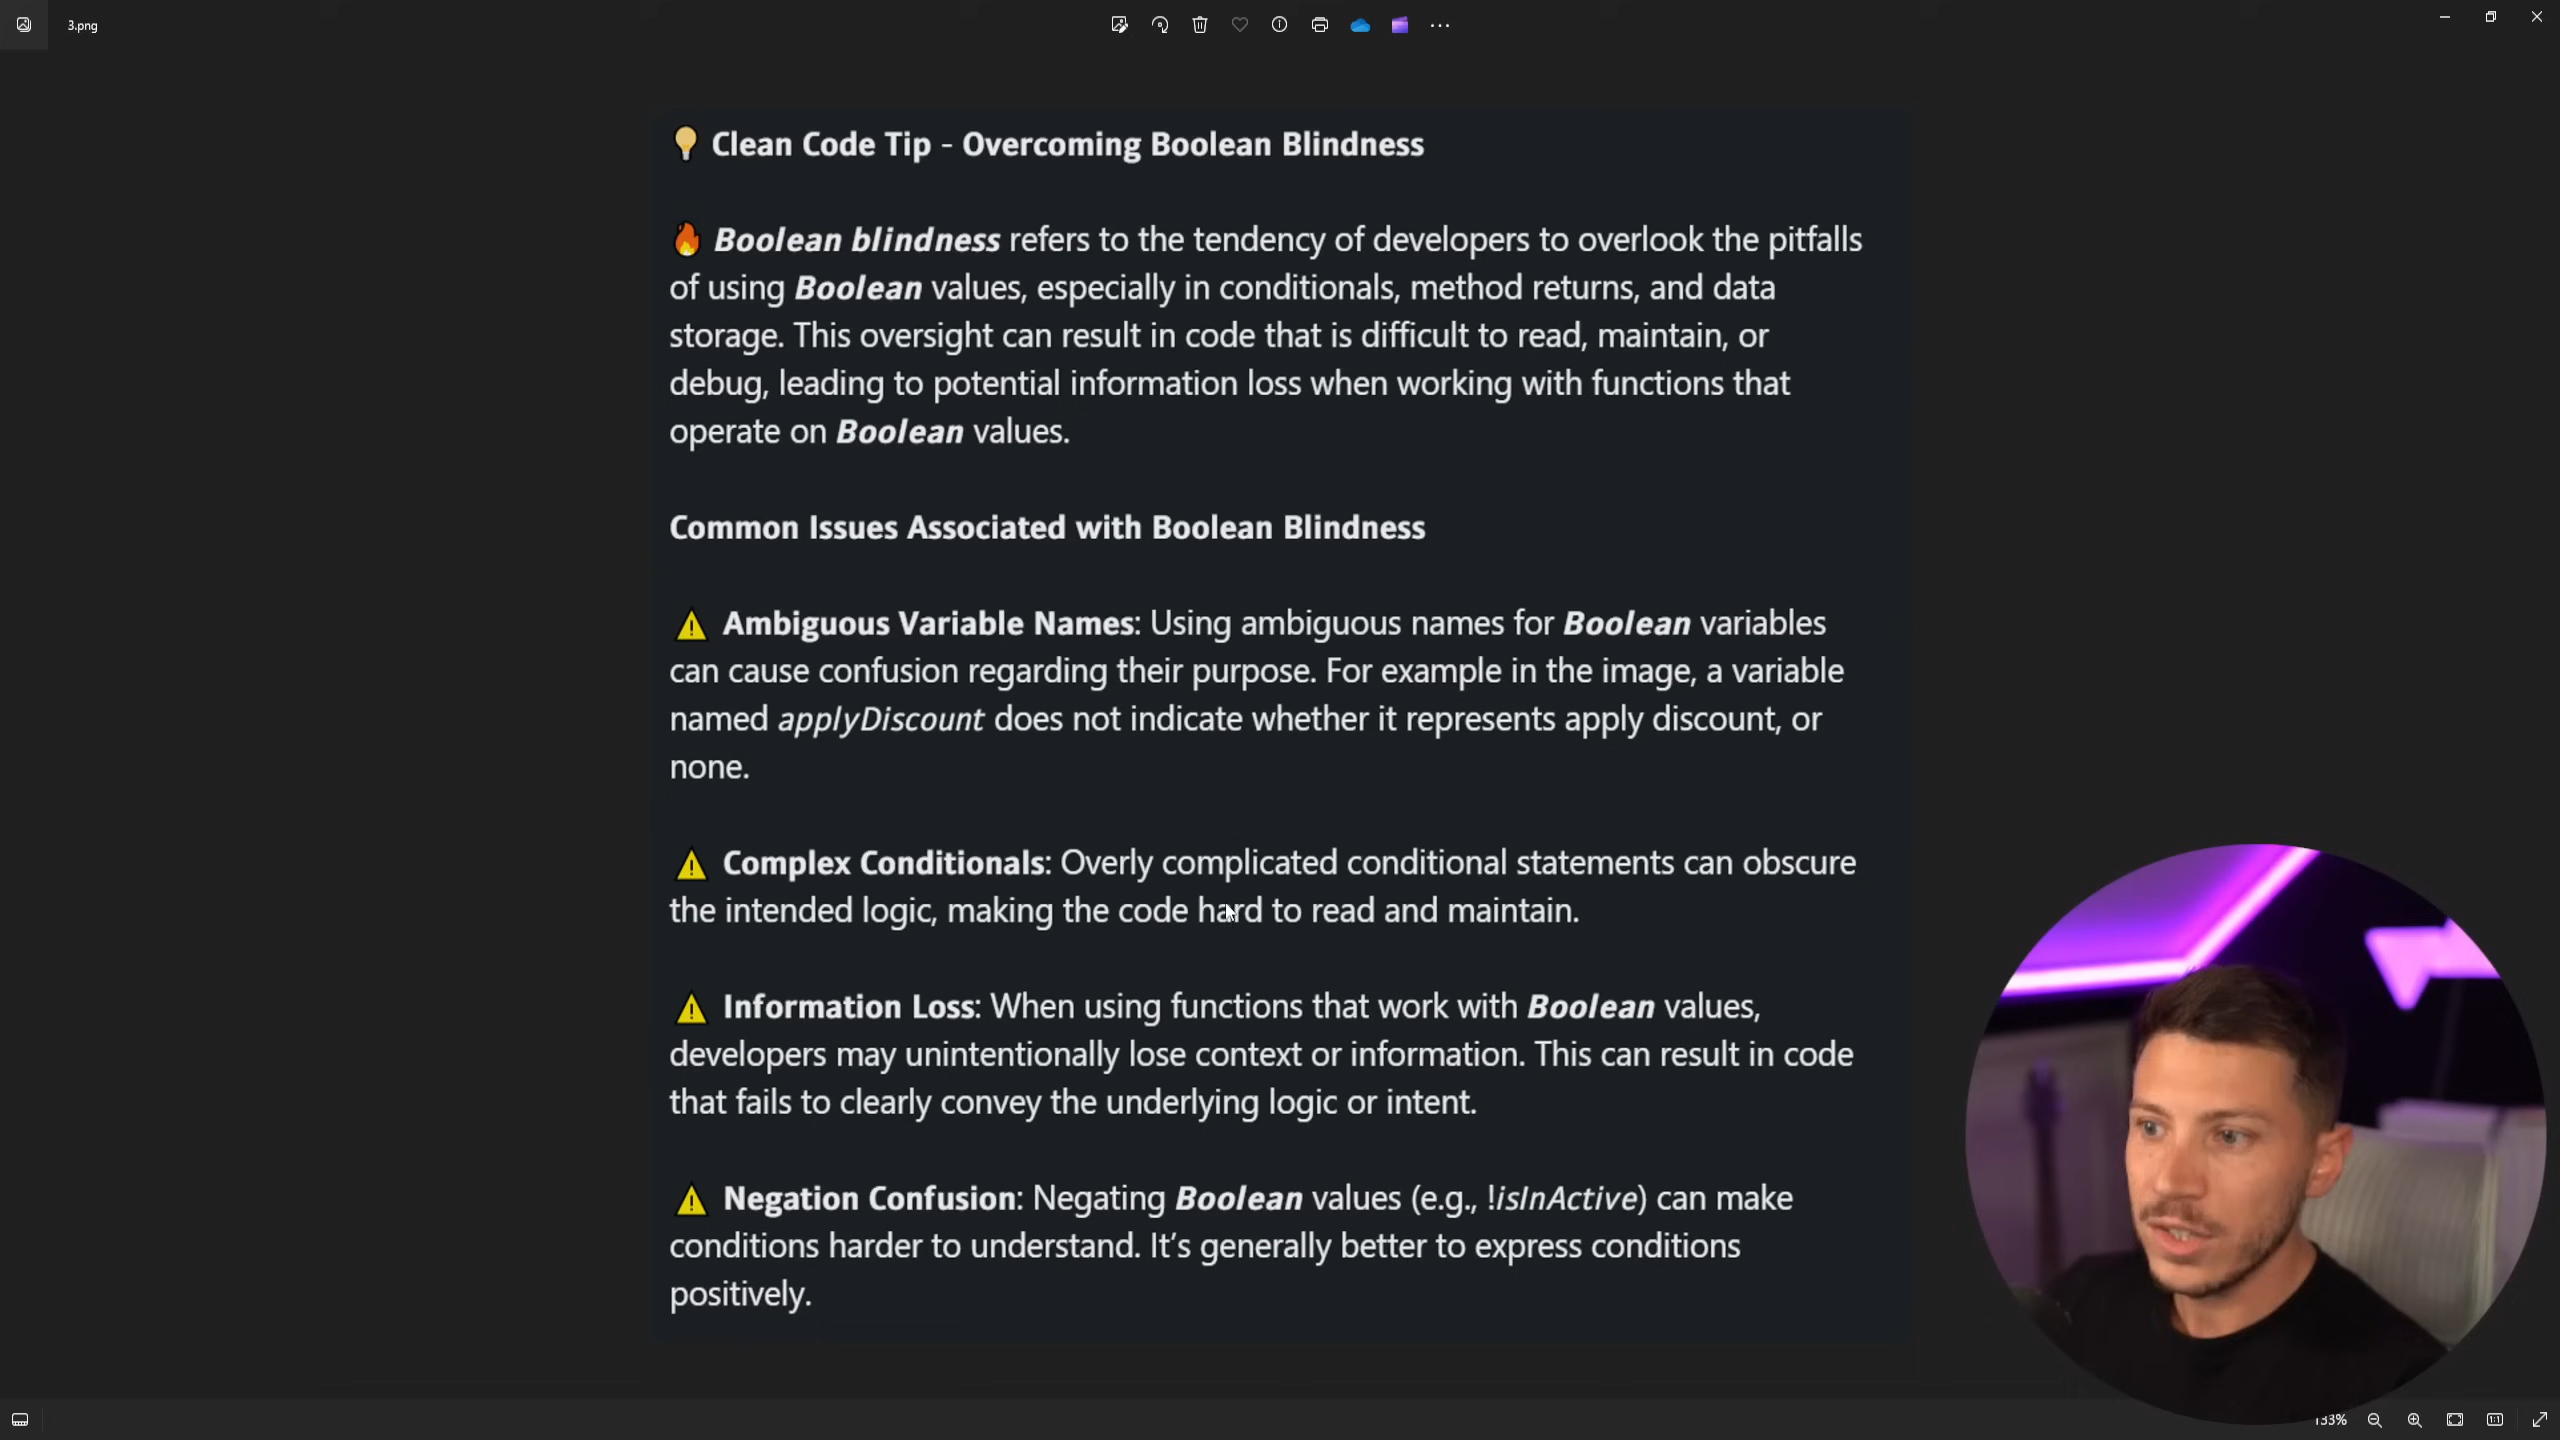 3.png
Clean Code Tip - Overcoming Boolean Blindness
Boolean blindness refers to the tendency of developers to overlook the pitfalls
of using Boolean values, especially in conditionals, method returns, and data
storage. This oversight can result in code that is difficult to read, maintain, or
debug, leading to potential information loss when working with functions that
operate on Boolean values.
Common Issues Associated with Boolean Blindness
Ambiguous Variable Names: Using ambiguous names for Boolean variables
can cause confusion regarding their purpose. For example in the image, a variable
named applyDiscount does not indicate whether it represents apply discount, or
none.
Complex Conditionals: Overly complicated conditional statements can obscure
the intended logic, making the code hard to read and maintain.
Information Loss: When using functions that work with Boolean values,
developers may unintentionally lose context or information. This can result in code
that fails to clearly convey the underlying logic or intent.
Negation Confusion: Negating Boolean values (e.g., !isInActive) can make
conditions harder to understand. It's generally better to express conditions
positively.
133%